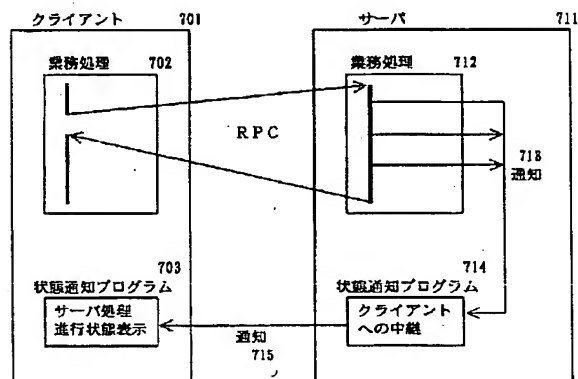 クライアント 701
サーバ 711
業務処理 702
業務処理 712
RPC
713
通知
703
714
状態通知プログラム
状態通知プログラム
サーバ処理
進行状態表示
クライアント
への中継
通知
715